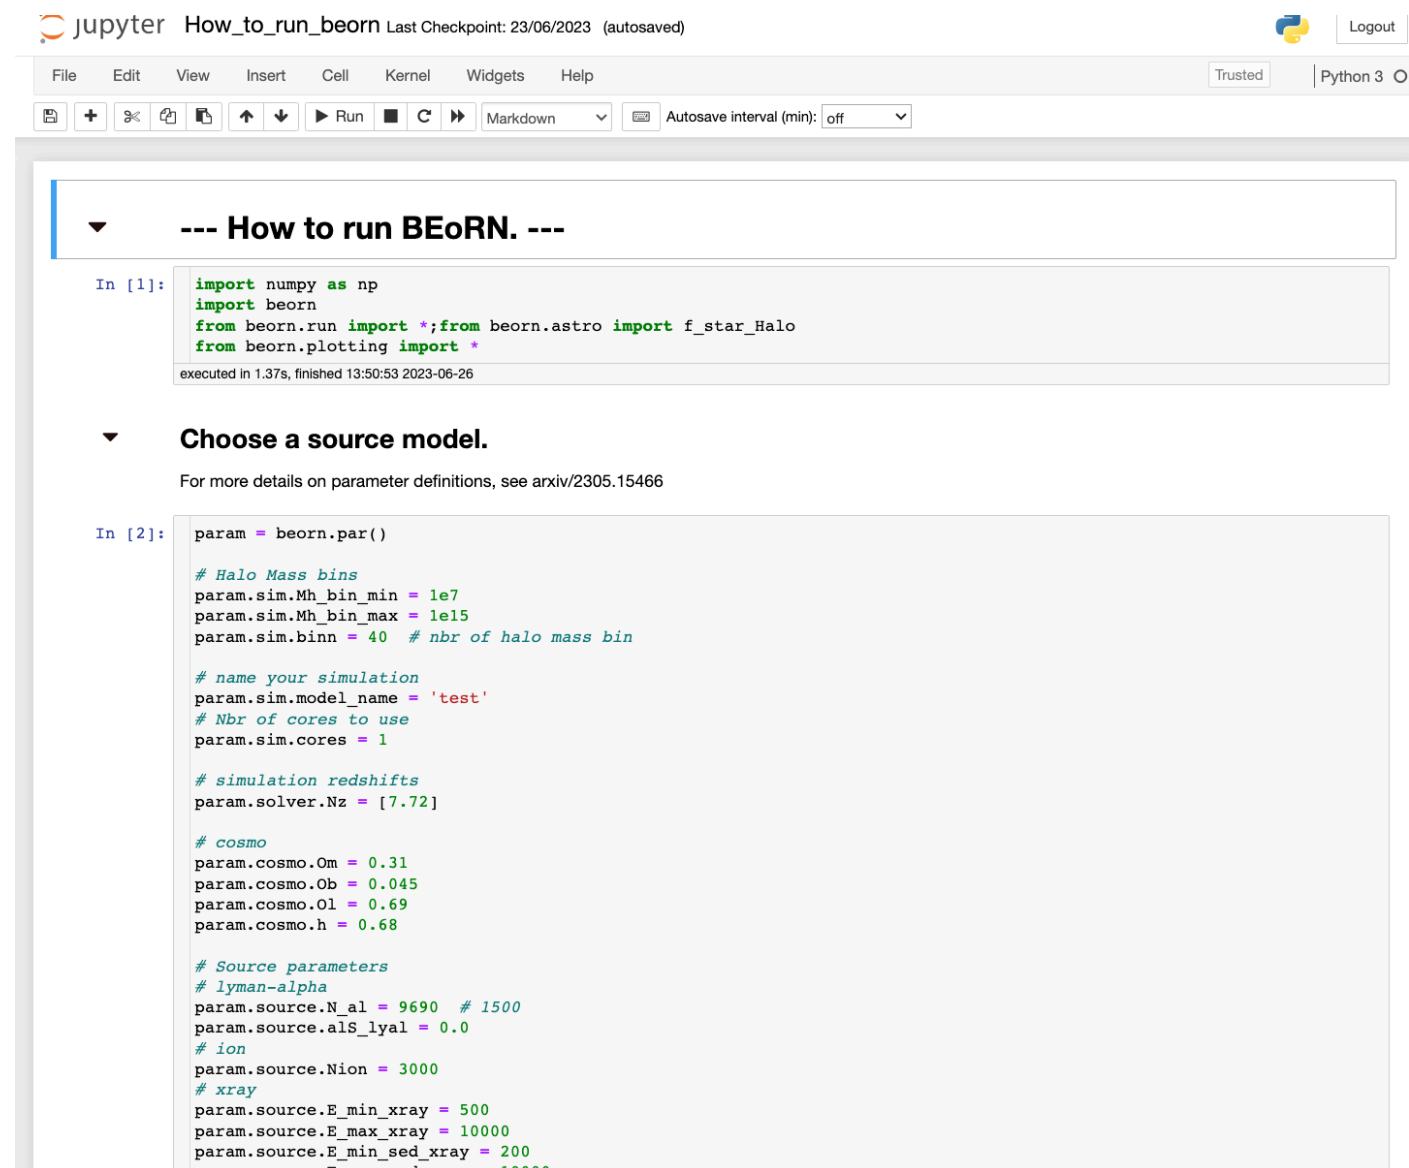 jupyter How_to_run_beorn Last Checkpoint: 23/06/2023 (autosaved) Logout
File Edit View Insert Cell Kernel Widgets Help Trusted Python 3
Run Markdown Autosave interval (min): off
--- How to run BEoRN. ---
In [1]: import numpy as np
import beorn
from beorn.run import *;from beorn.astro import f_star_Halo
from beorn.plotting import *
executed in 1.37s, finished 13:50:53 2023-06-26
Choose a source model.
For more details on parameter definitions, see arxiv/2305.15466
In [2]: param = beorn.par()
# Halo Mass bins
param.sim.Mh_bin_min = 1e7
param.sim.Mh_bin_max = 1e15
param.sim.binn = 40 # nbr of halo mass bin
# name your simulation
param.sim.model_name = 'test'
# Nbr of cores to use
param.sim.cores = 1
# simulation redshifts
param.solver.Nz = [7.72]
# cosmo
param.cosmo.Om = 0.31
param.cosmo.Ob = 0.045
param.cosmo.Ol = 0.69
param.cosmo.h = 0.68
# Source parameters
# lyman-alpha
param.source.N_al = 9690 # 1500
param.source.alS_lyal = 0.0
# ion
param.source.Nion = 3000
# xray
param.source.E_min_xray = 500
param.source.E_max_xray = 10000
param.source.E_min_sed_xray = 200